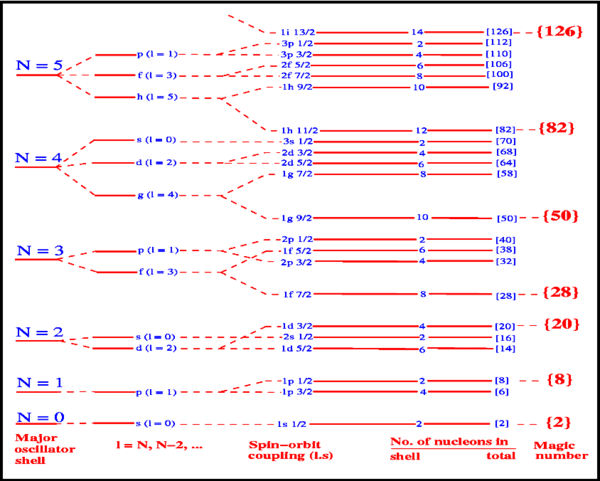 1i 13/2 14 [126] {126}
3p 1/2 2 [112]
N = 5 p (l = 1) 3p 3/2 4 [110]
2f 5/2 6 [106]
f (l = 3) 2f 7/2 8 [100]
1h 9/2 10 [92]
h (l = 5)
1h 11/2 12 [82] {82}
s (l = 0) 3s 1/2 2 [70]
N = 4 2d 3/2 4 [68]
d (l = 2) 2d 5/2 6 [64]
1g 7/2 8 [58]
g (l = 4)
1g 9/2 10 [50] {50}
2p 1/2 2 [40]
N = 3 p (l = 1) 1f 5/2 6 [38]
2p 3/2 4 [32]
f (l = 3)
1f 7/2 8 [28] {28}
1d 3/2 4 [20] {20}
N = 2 s (l = 0) 2s 1/2 2 [16]
d (l = 2) 1d 5/2 6 [14]
N = 1 1p 1/2 2 [8] {8}
p (l = 1) 1p 3/2 4 [6]
N=0 s (l = 0) 1s 1/2 2 [2] {2}
Major
oscillator
shell
l = N, N−2, ...
Spin−orbit
coupling (l.s)
No. of nucleons in
shell total
Magic
number